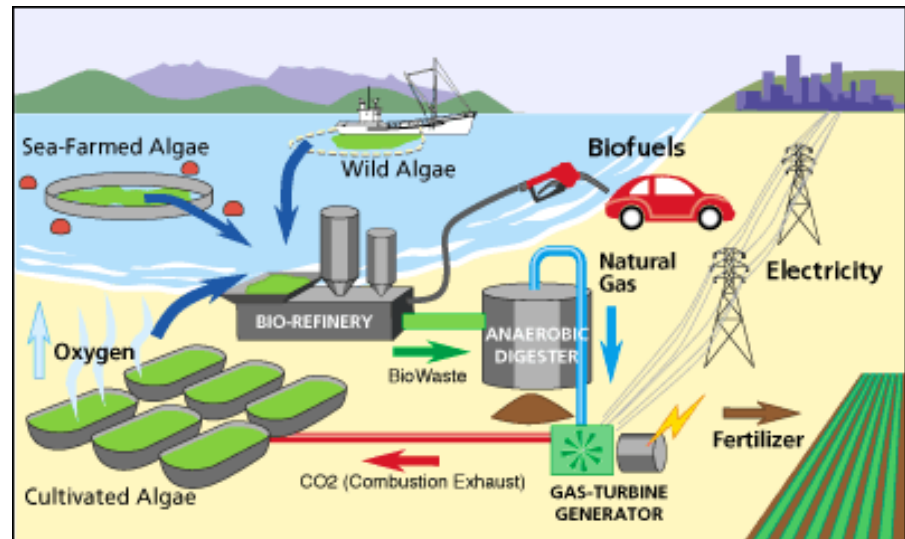 Sea-Farmed Algae
Wild Algae
Biofuels
Natural
Gas
Electricity
BIO-REFINERY
ANAEROBIC
DIGESTER
Oxygen
BioWaste
Fertilizer
CO2 (Combustion Exhaust)
Cultivated Algae
GAS-TURBINE
GENERATOR